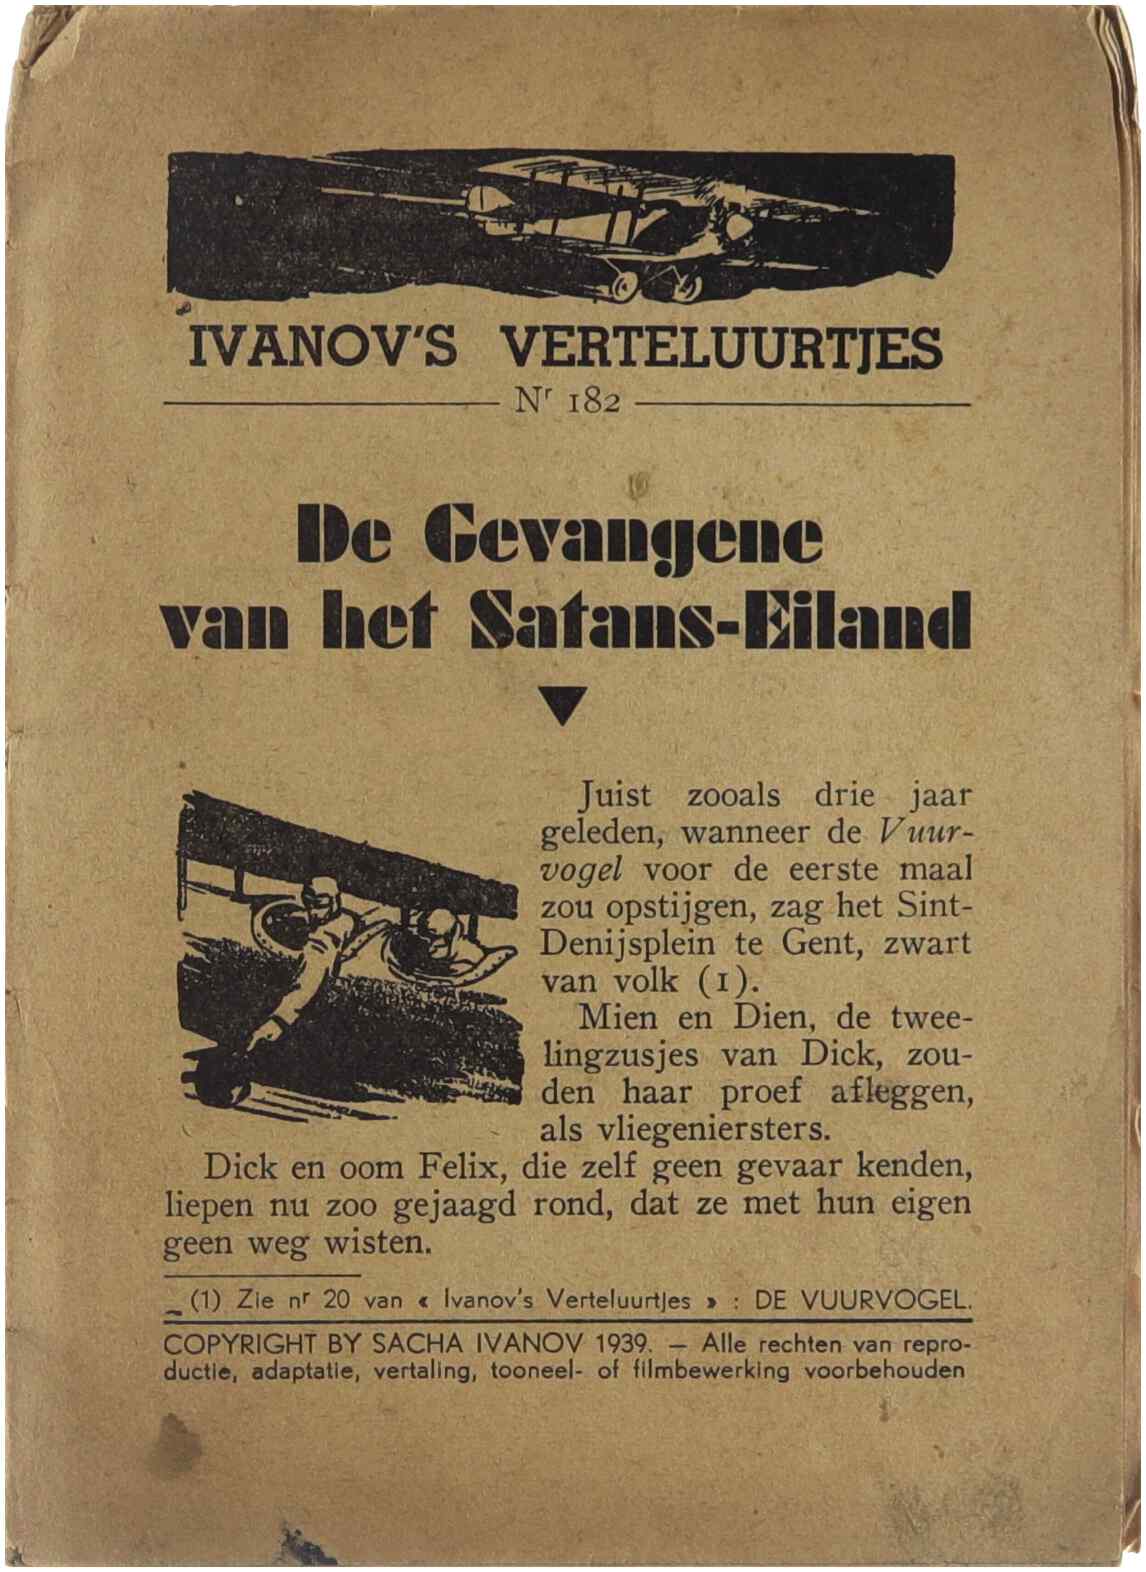 IVANOV'S VERTELUURTJES
Nr 182
De Gevangene
van het Satans-Eiland
Juist zooals drie jaar
geleden, wanneer de Vuur-
vogel voor de eerste maal
zou opstijgen, zag het Sint-
Denijsplein te Gent, zwart
van volk (1).
Mien en Dien, de twee-
lingzusjes van Dick, zou-
den haar proef afleggen,
als vliegeniersters.
Dick en oom Felix, die zelf geen gevaar kenden,
liepen nu zoo gejaagd rond, dat ze met hun eigen
geen weg wisten.
(1) Zie nr 20 van « Ivanov's Verteluurtjes » : DE VUURVOGEL.
COPYRIGHT BY SACHA IVANOV 1939. — Alle rechten van repro-
ductie, adaptatie, vertaling, tooneel- of filmbewerking voorbehouden